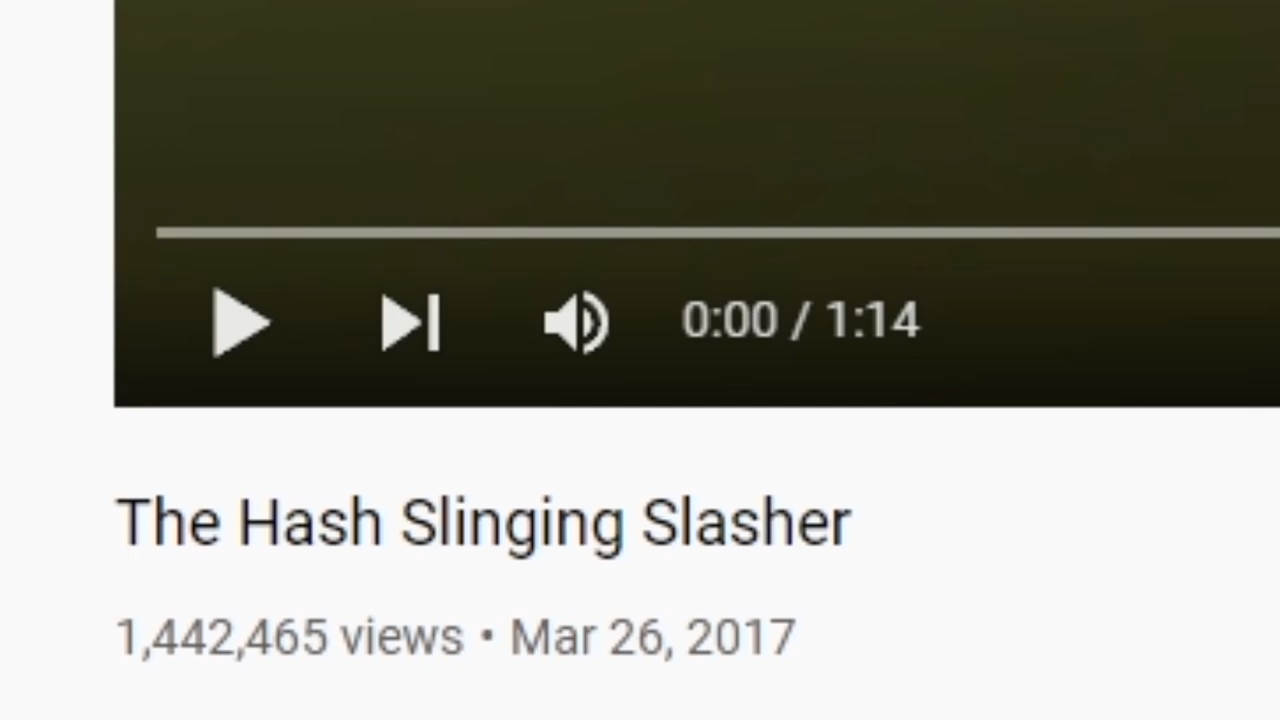 0:00 / 1:14
The Hash Slinging Slasher
1,442,465 views • Mar 26, 2017